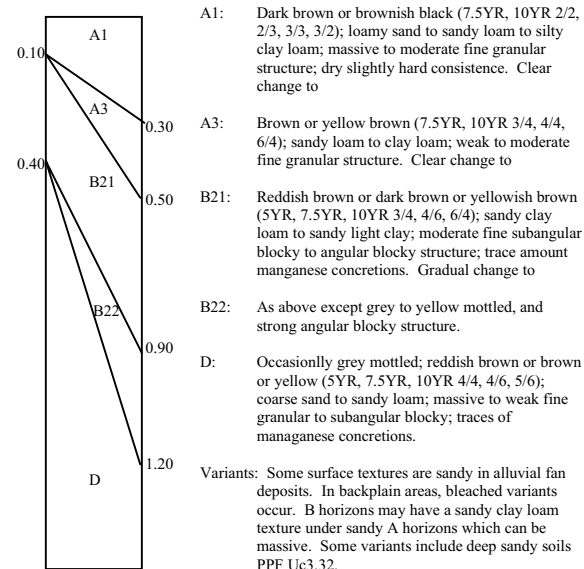 A1
0.10
A3
0.30
0.40
B21
0.50
B22
0.90
1.20
D
A1: Dark brown or brownish black (7.5YR, 10YR 2/2,
2/3, 3/3, 3/2); loamy sand to sandy loam to silty
clay loam; massive to moderate fine granular
structure; dry slightly hard consistence. Clear
change to
A3: Brown or yellow brown (7.5YR, 10YR 3/4, 4/4,
6/4); sandy loam to clay loam; weak to moderate
fine granular structure. Clear change to
B21: Reddish brown or dark brown or yellowish brown
(5YR, 7.5YR, 10YR 3/4, 4/6, 6/4); sandy clay
loam to sandy light clay; moderate fine subangular
blocky to angular blocky structure; trace amount
manganese concretions. Gradual change to
B22: As above except grey to yellow mottled, and
strong angular blocky structure.
D: Occasionlly grey mottled; reddish brown or brown
or yellow (5YR, 7.5YR, 10YR 4/4, 4/6, 5/6);
coarse sand to sandy loam; massive to weak fine
granular to subangular blocky; traces of
managanese concretions.
Variants: Some surface textures are sandy in alluvial fan
deposits. In backplain areas, bleached variants
occur. B horizons may have a sandy clay loam
texture under sandy A horizons which can be
massive. Some variants include deep sandy soils
PPF Uc3.32.